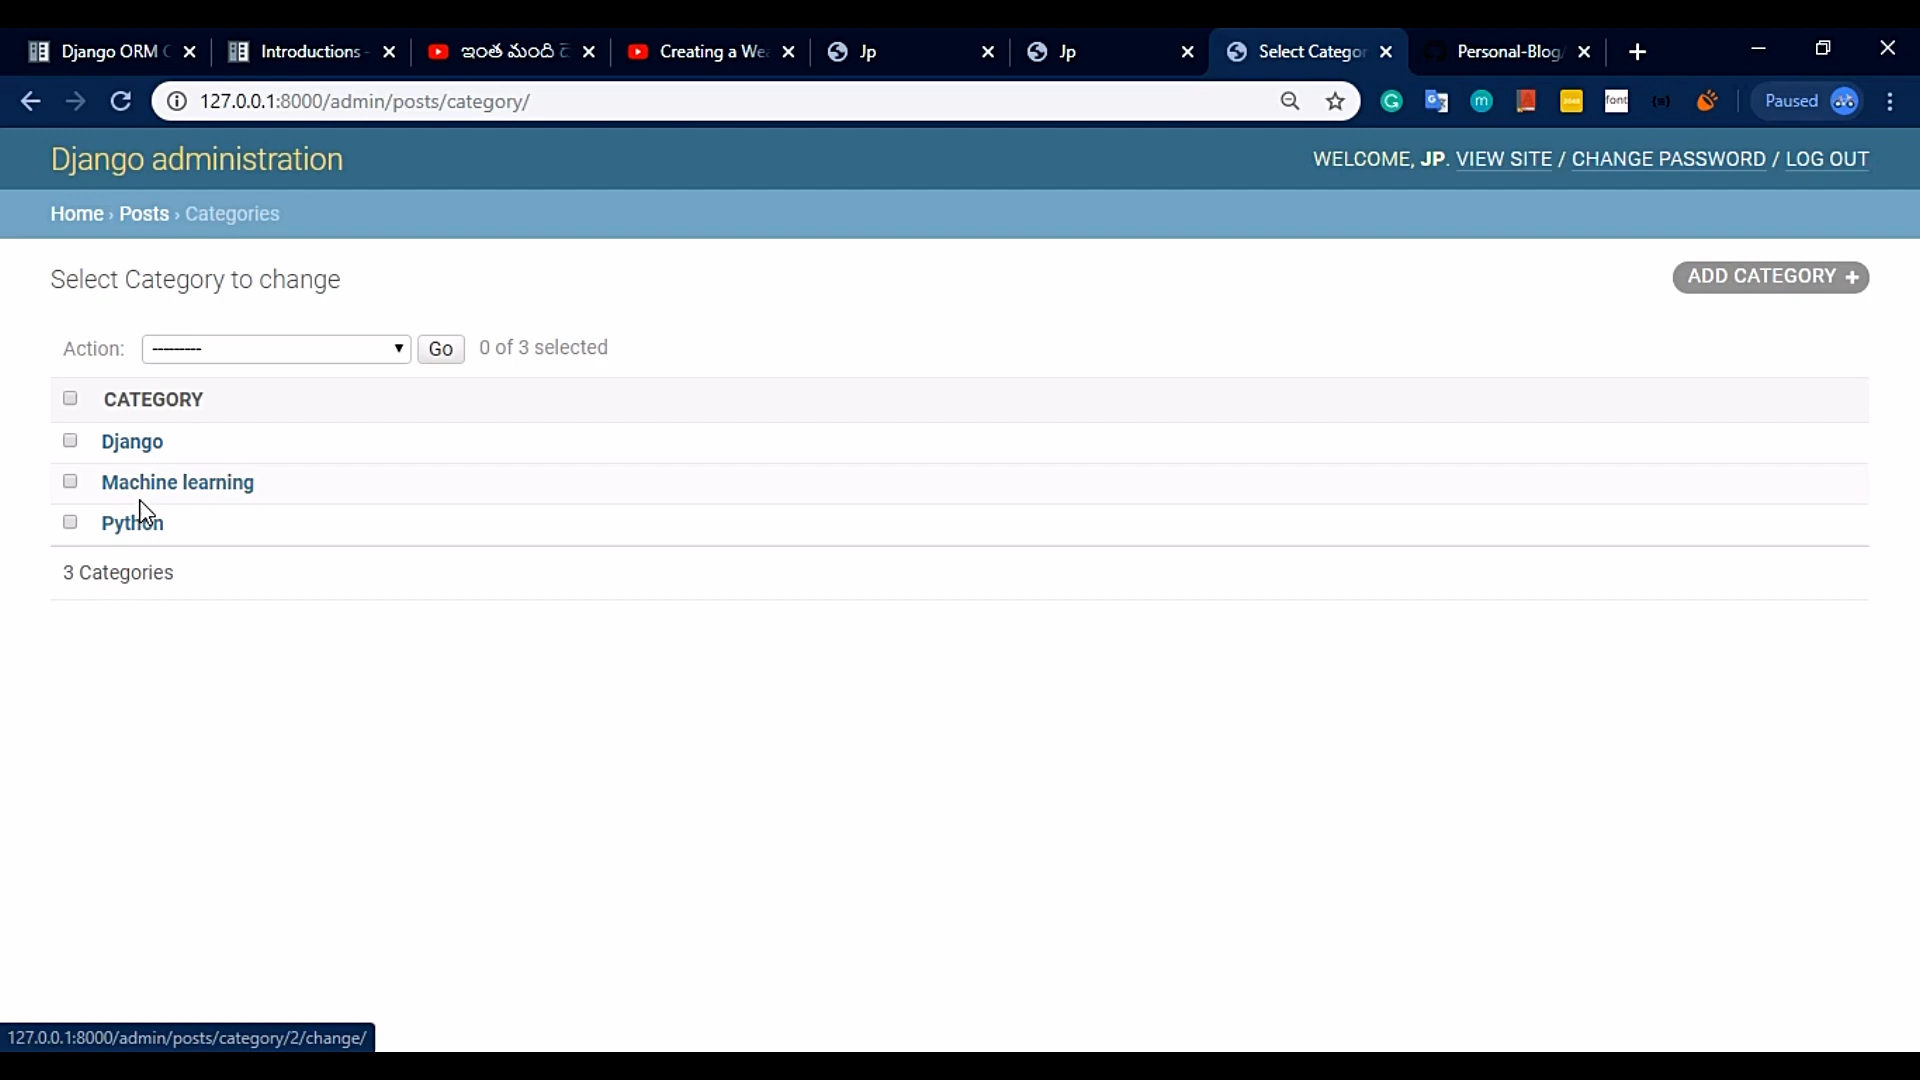 Django ORM
Introductions -
ఇంత మంది
Creating a We
Jp
Jp
Select Categor
Personal-Blog/
127.0.0.1:8000/admin/posts/category/
font
Paused
Django administration
WELCOME, JP. VIEW SITE / CHANGE PASSWORD / LOG OUT
Home › Posts › Categories
Select Category to change
ADD CATEGORY +
Action: --------- Go 0 of 3 selected
CATEGORY
Django
Machine learning
Python
3 Categories
127.0.0.1:8000/admin/posts/category/2/change/